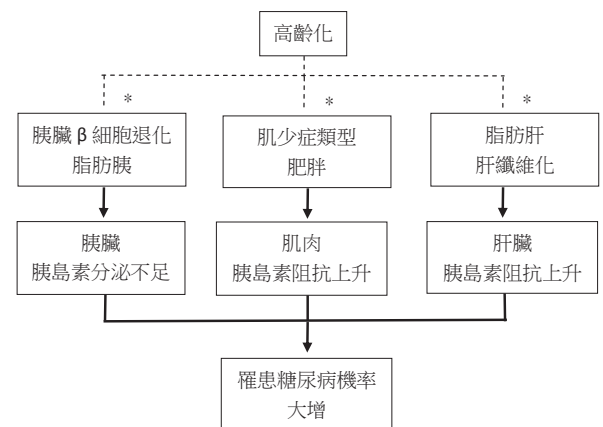 高齡化
*
*
*
胰臟 β 細胞退化
脂肪胰
肌少症類型
肥胖
脂肪肝
肝纖維化
胰臟
胰島素分泌不足
肌肉
胰島素阻抗上升
肝臟
胰島素阻抗上升
罹患糖尿病機率
大增